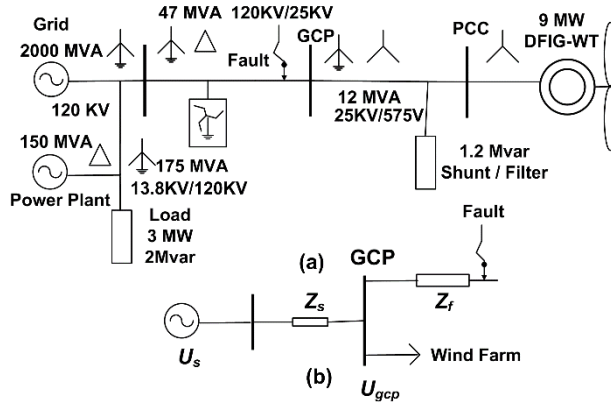 Grid
2000 MVA
47 MVA
120KV/25KV
GCP
PCC
9 MW
DFIG-WT
Fault
120 KV
12 MVA
25KV/575V
150 MVA
175 MVA
13.8KV/120KV
1.2 Mvar
Shunt / Filter
Power Plant
Load
3 MW
2Mvar
(a)
GCP
Fault
Zs
Zf
Us
(b)
Wind Farm
Ugcp